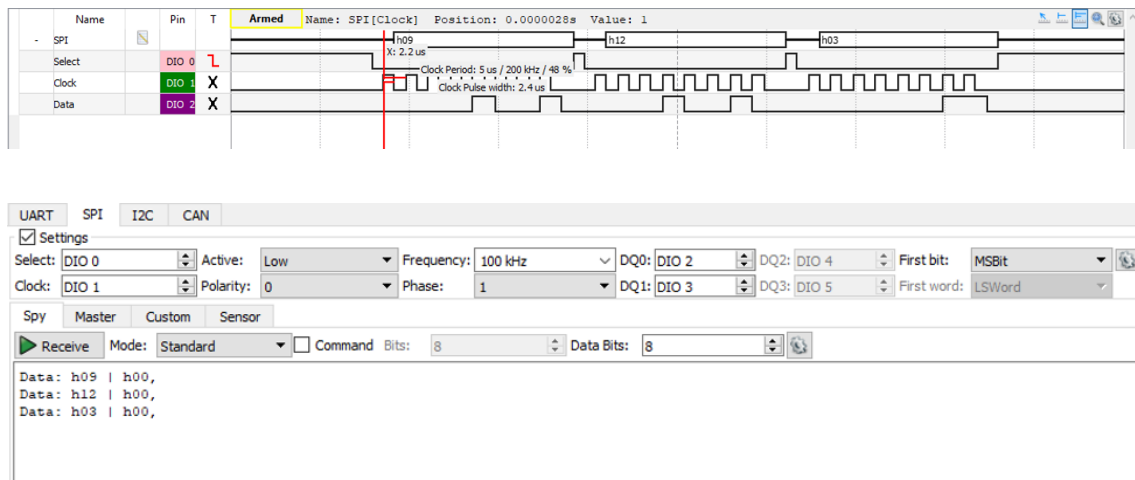 Name Pin T Armed Name: SPI[Clock] Position: 0.0000028s Value: 1
- SPI h09 h12 h03
X: 2.2 us
Select DIO 0
Clock Period: 5 us / 200 kHz / 48 %
Clock DIO 1 X
Clock Pulse width: 2.4 us
Data DIO 2 X
UART SPI I2C CAN
Settings
Select: DIO 0 Active: Low Frequency: 100 kHz DQ0: DIO 2 DQ2: DIO 4 First bit: MSBit
Clock: DIO 1 Polarity: 0 Phase: 1 DQ1: DIO 3 DQ3: DIO 5 First word: LSWord
Spy Master Custom Sensor
Receive Mode: Standard Command Bits: 8 Data Bits: 8
Data: h09 | h00,
Data: h12 | h00,
Data: h03 | h00,